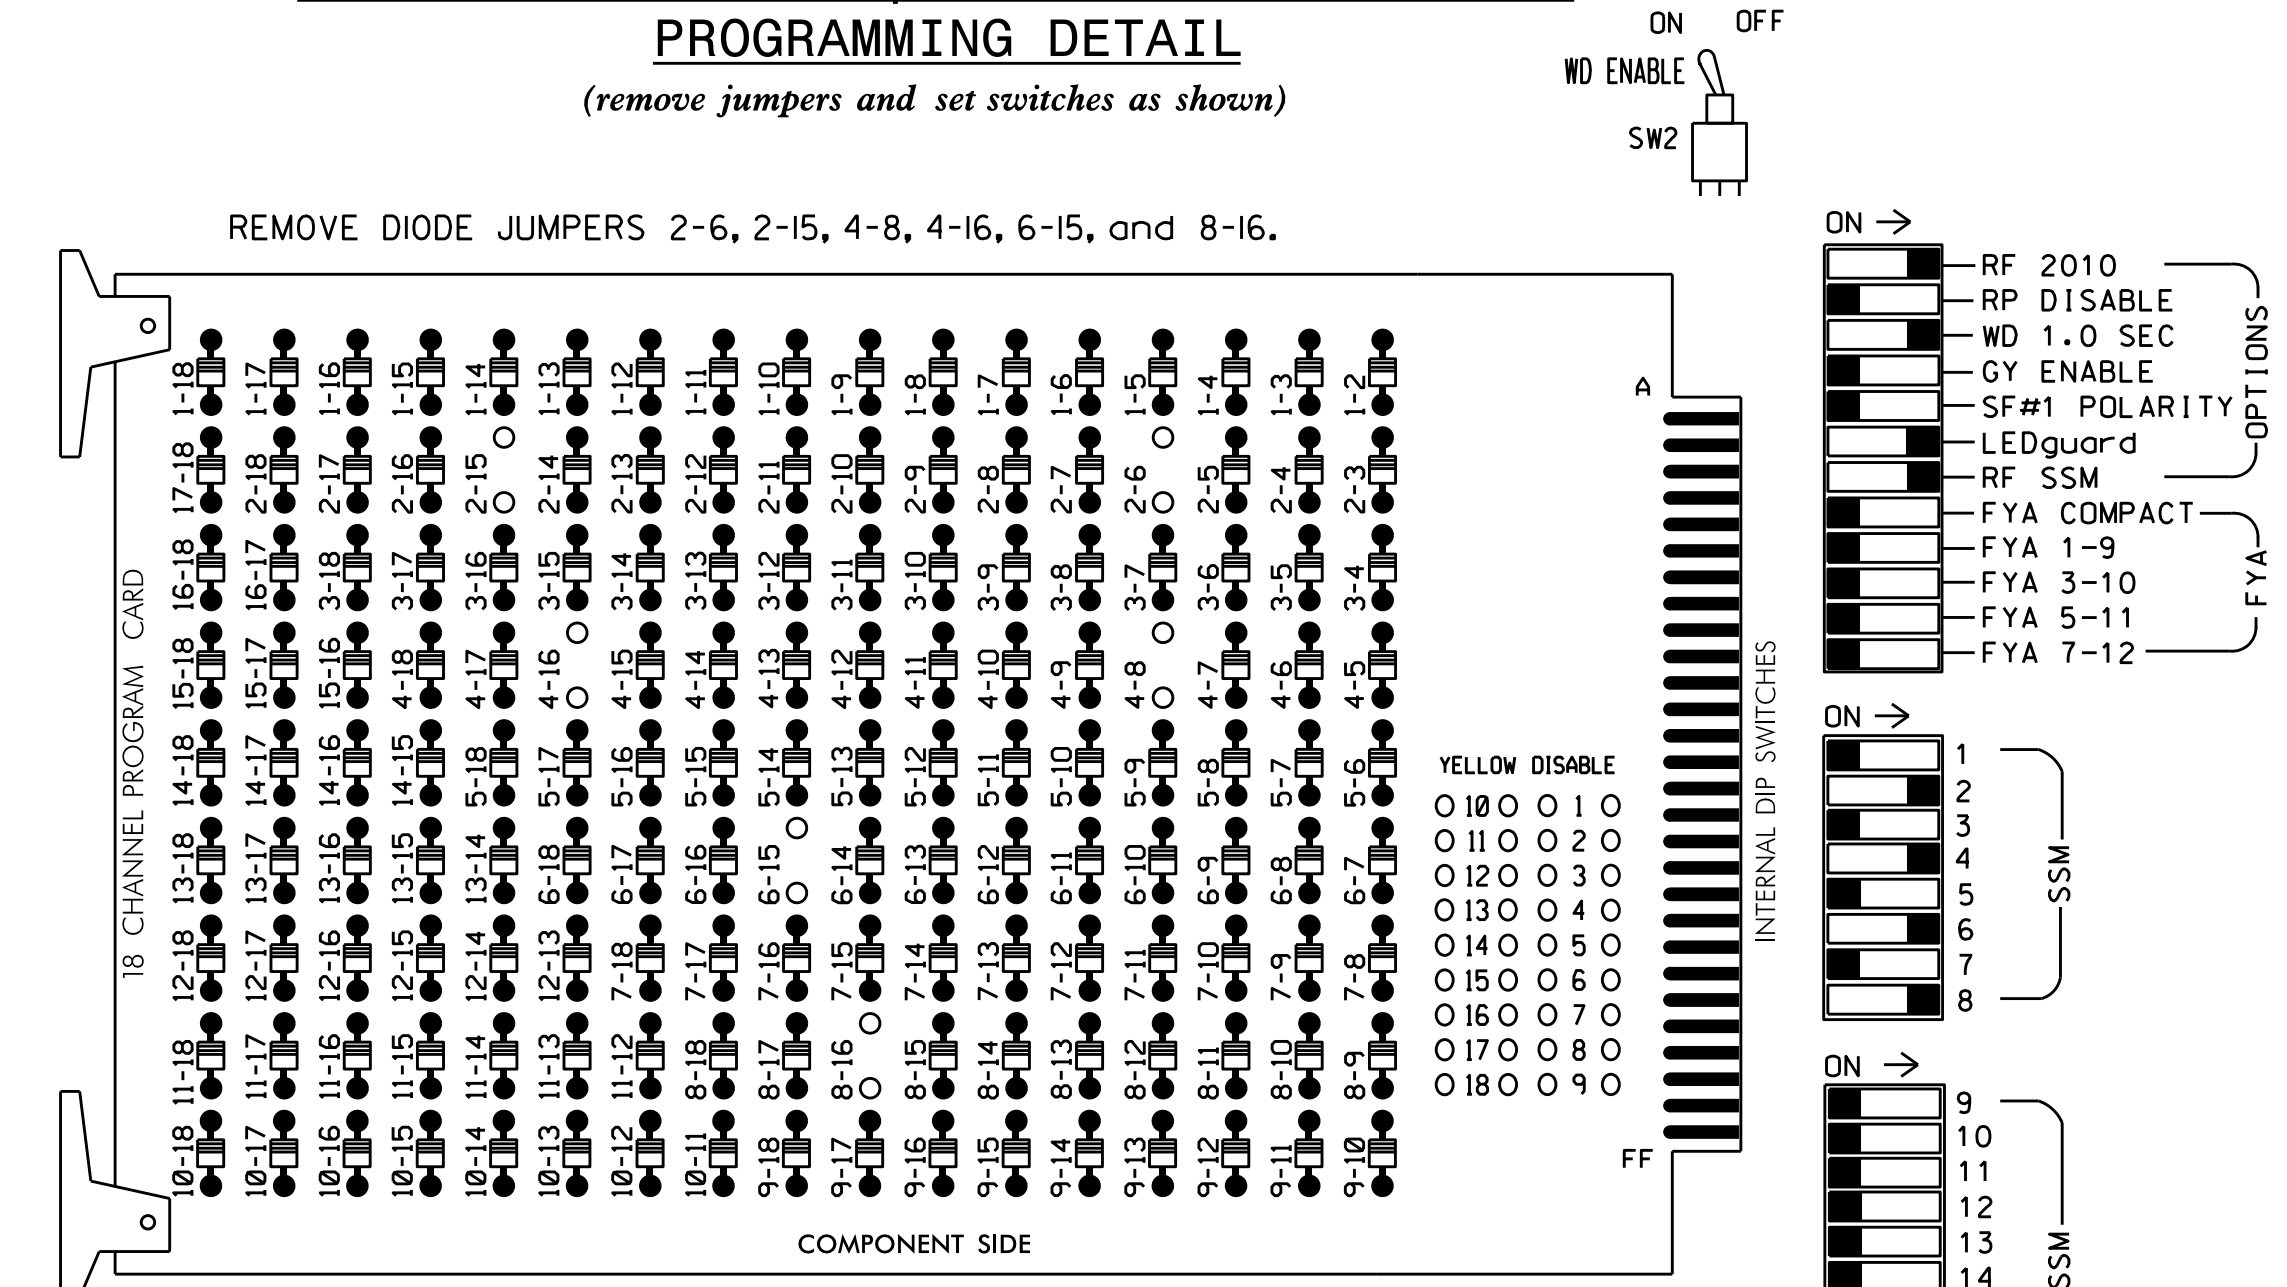 PROGRAMMING DETAIL
(remove jumpers and set switches as shown)
ON OFF
WD ENABLE
SW2
REMOVE DIODE JUMPERS 2-6, 2-15, 4-8, 4-16, 6-15, and 8-16.
18 CHANNEL PROGRAM CARD
1-18 1-17 1-16 1-15 1-14 1-13 1-12 1-11 1-10 1-9 1-8 1-7 1-6 1-5 1-4 1-3 1-2
17-18 2-18 2-17 2-16 2-15 2-14 2-13 2-12 2-11 2-10 2-9 2-8 2-7 2-6 2-5 2-4 2-3
16-18 16-17 3-18 3-17 3-16 3-15 3-14 3-13 3-12 3-11 3-10 3-9 3-8 3-7 3-6 3-5 3-4
15-18 15-17 15-16 4-18 4-17 4-16 4-15 4-14 4-13 4-12 4-11 4-10 4-9 4-8 4-7 4-6 4-5
14-18 14-17 14-16 14-15 5-18 5-17 5-16 5-15 5-14 5-13 5-12 5-11 5-10 5-9 5-8 5-7 5-6
13-18 13-17 13-16 13-15 13-14 6-18 6-17 6-16 6-15 6-14 6-13 6-12 6-11 6-10 6-9 6-8 6-7
12-18 12-17 12-16 12-15 12-14 12-13 7-18 7-17 7-16 7-15 7-14 7-13 7-12 7-11 7-10 7-9 7-8
11-18 11-17 11-16 11-15 11-14 11-13 11-12 8-18 8-17 8-16 8-15 8-14 8-13 8-12 8-11 8-10 8-9
10-18 10-17 10-16 10-15 10-14 10-13 10-12 10-11 9-18 9-17 9-16 9-15 9-14 9-13 9-12 9-11 9-10
COMPONENT SIDE
A
YELLOW DISABLE
10 1
11 2
12 3
13 4
14 5
15 6
16 7
17 8
18 9
FF
INTERNAL DIP SWITCHES
ON
RF 2010
RP DISABLE
WD 1.0 SEC
GY ENABLE
SF#1 POLARITY
LEDguard
RF SSM
OPTIONS
FYA COMPACT
FYA 1-9
FYA 3-10
FYA 5-11
FYA 7-12
FYA
ON
1
2
3
4
5
6
7
8
SSM
ON
9
10
11
12
13
14
SSM